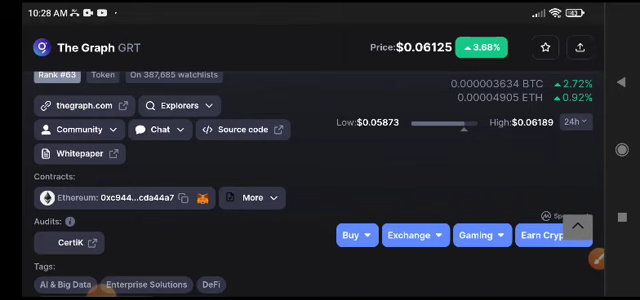 10:28 AM
The Graph GRT
Price: $0.06125 3.68%
Rank #63 Token On 387,685 watchlists
0.000003634 BTC 2.72%
0.00004905 ETH 0.92%
thegraph.com Explorers
Low: $0.05873 High: $0.06189 24h
Community Chat Source code
Whitepaper
Contracts:
Ethereum: 0xc944...cda44a7 More
Audits:
CertiK
Buy Exchange Gaming Earn Cryp
Tags:
AI & Big Data Enterprise Solutions DeFi